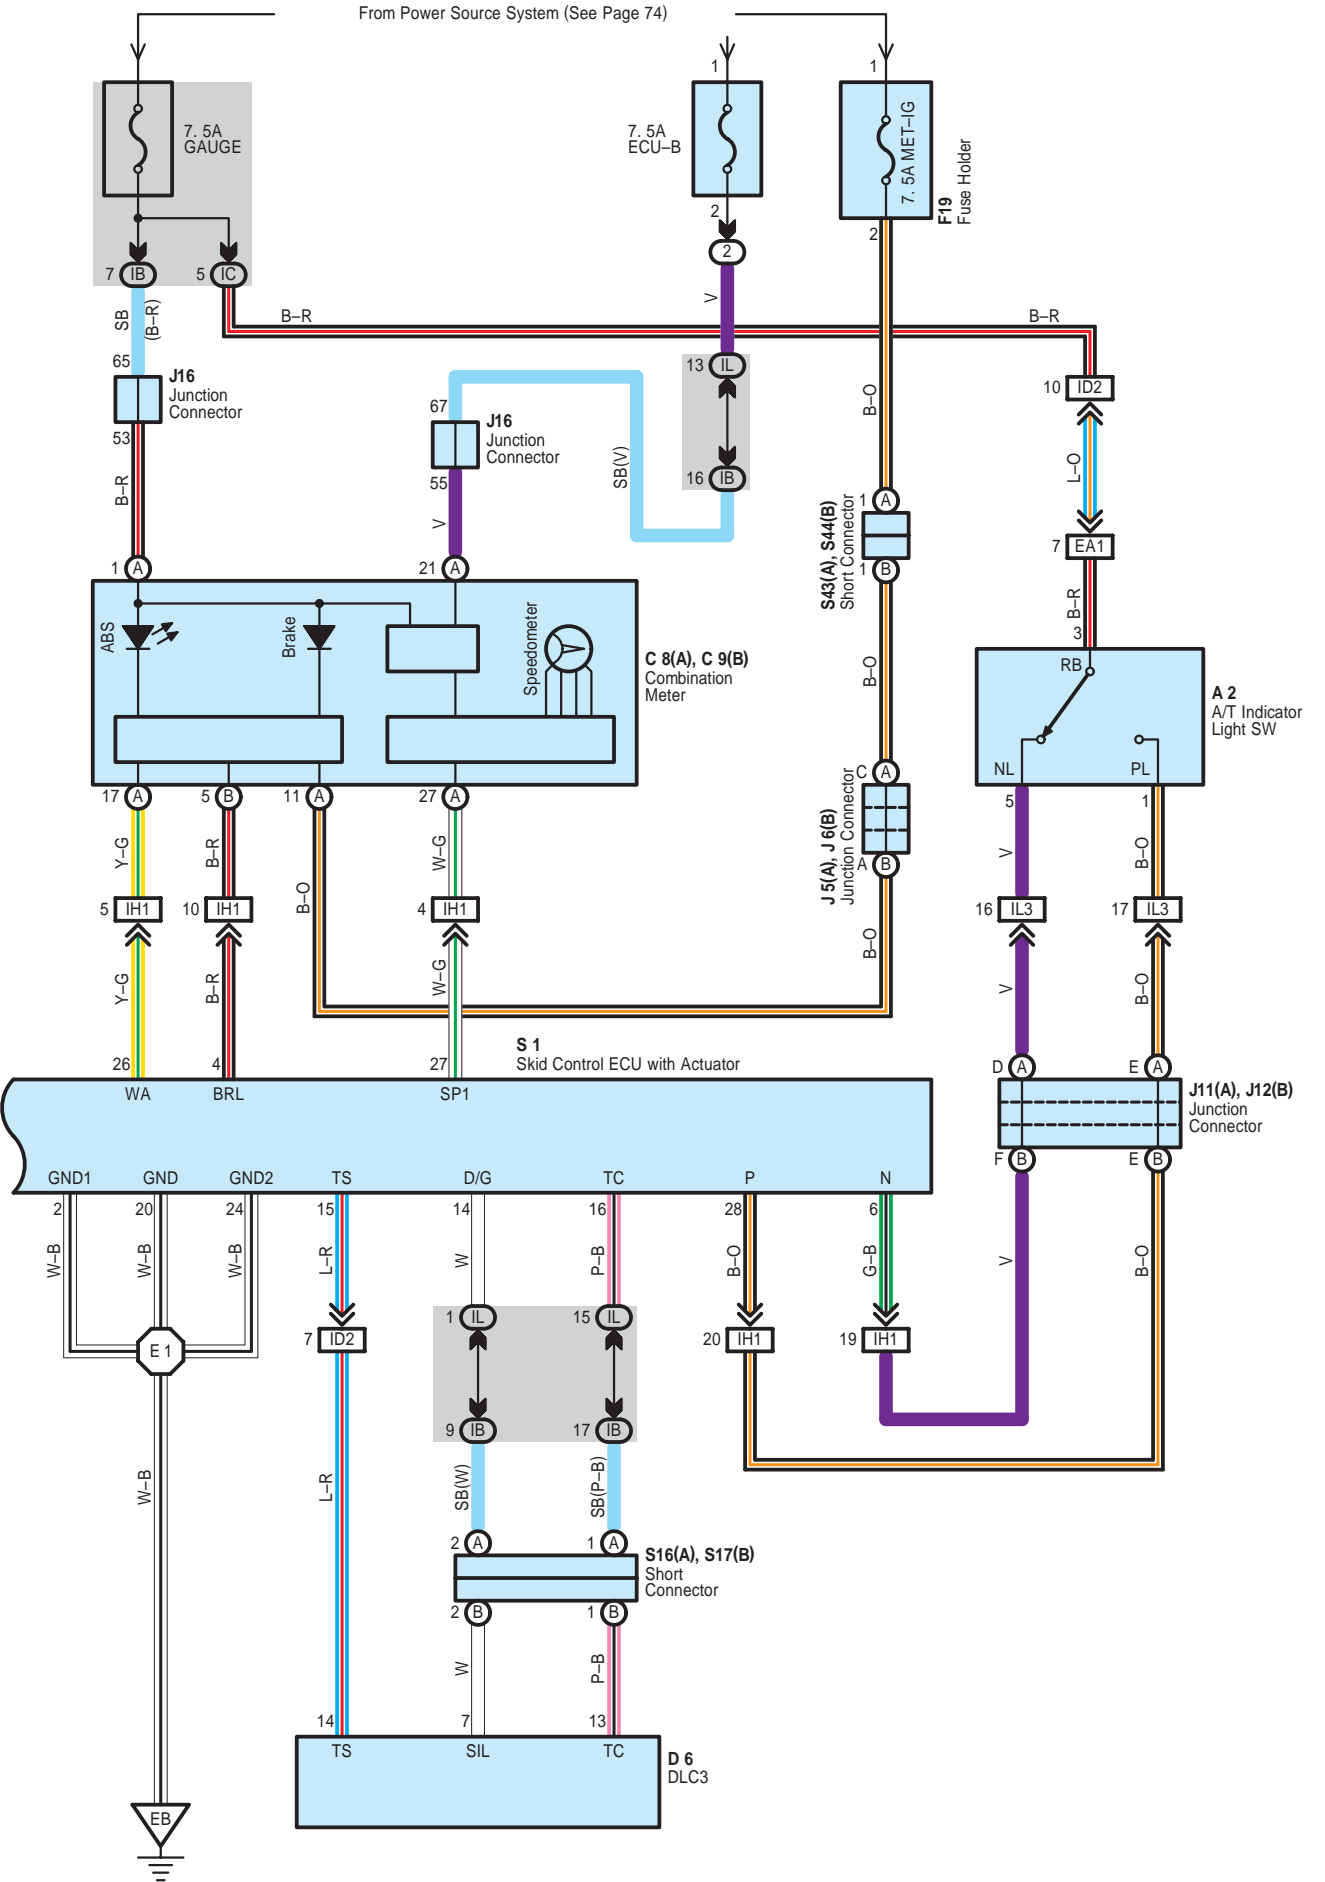 From Power Source System (See Page 74)
1
1
7. 5A
GAUGE
7. 5A
ECU–B
7. 5A MET–IG
F19
Fuse Holder
2
2
2
7
IB
5
IC
SB
(B–R)
B–R
V
B–R
65
J16
Junction
Connector
53
13
IL
10
ID2
67
J16
Junction
Connector
55
SB(V)
B–O
L–O
B–R
V
16
IB
1
A
S43(A), S44(B)
Short Connector
1
B
7
EA1
1
A
21
A
B–R
3
ABS
Brake
Speedometer
C 8(A), C 9(B)
Combination
Meter
B–O
RB
A 2
A/T Indicator
Light SW
NL
PL
C
A
J 5(A), J 6(B)
Junction Connector
A
B
17
A
5
B
11
A
27
A
5
1
Y–G
B–R
B–O
W–G
V
B–O
5
IH1
10
IH1
4
IH1
16
IL3
17
IL3
Y–G
B–R
W–G
B–O
V
B–O
S 1
Skid Control ECU with Actuator
26
4
27
D
A
E
A
WA
BRL
SP1
J11(A), J12(B)
Junction
Connector
F
B
E
B
GND1
GND
GND2
TS
D/G
TC
P
N
2
20
24
15
14
16
28
6
W–B
W–B
W–B
L–R
W
P–B
B–O
G–B
V
B–O
1
IL
15
IL
E 1
7
ID2
20
IH1
19
IH1
9
IB
17
IB
W–B
L–R
SB(W)
SB(P–B)
2
A
1
A
S16(A), S17(B)
Short
Connector
2
B
1
B
W
P–B
14
7
13
TS
SIL
TC
D 6
DLC3
EB